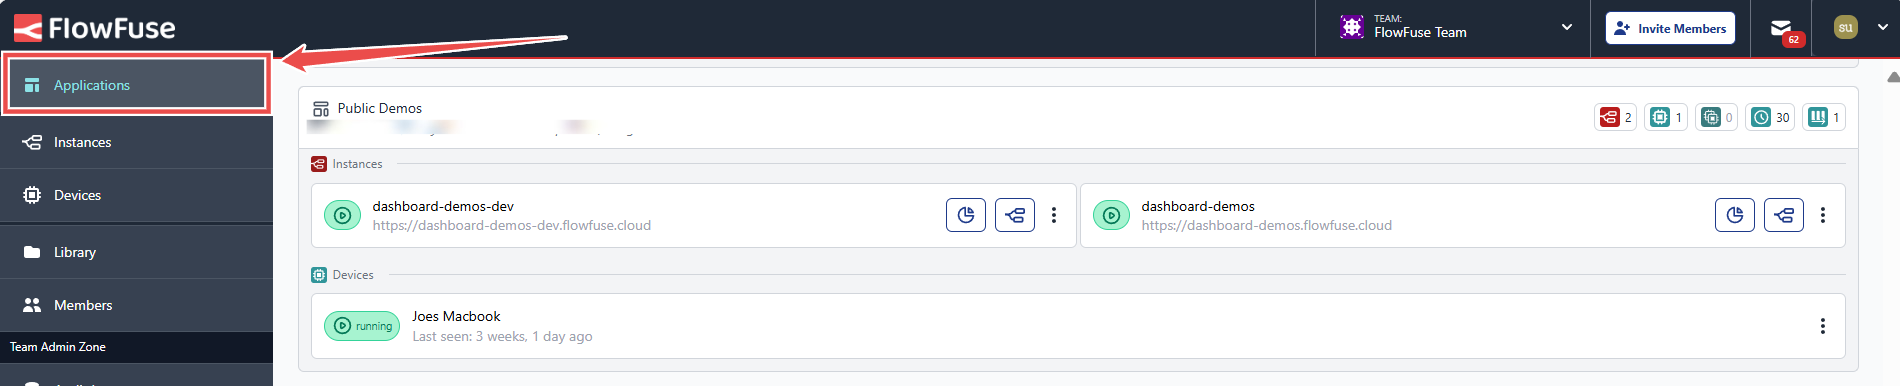 FlowFuse
TEAM:
FlowFuse Team
Invite Members
62
su
Applications
Instances
Devices
Library
Members
Team Admin Zone
Public Demos
2
1
0
30
1
Instances
dashboard-demos-dev
https://dashboard-demos-dev.flowfuse.cloud
dashboard-demos
https://dashboard-demos.flowfuse.cloud
Devices
running
Joes Macbook
Last seen: 3 weeks, 1 day ago